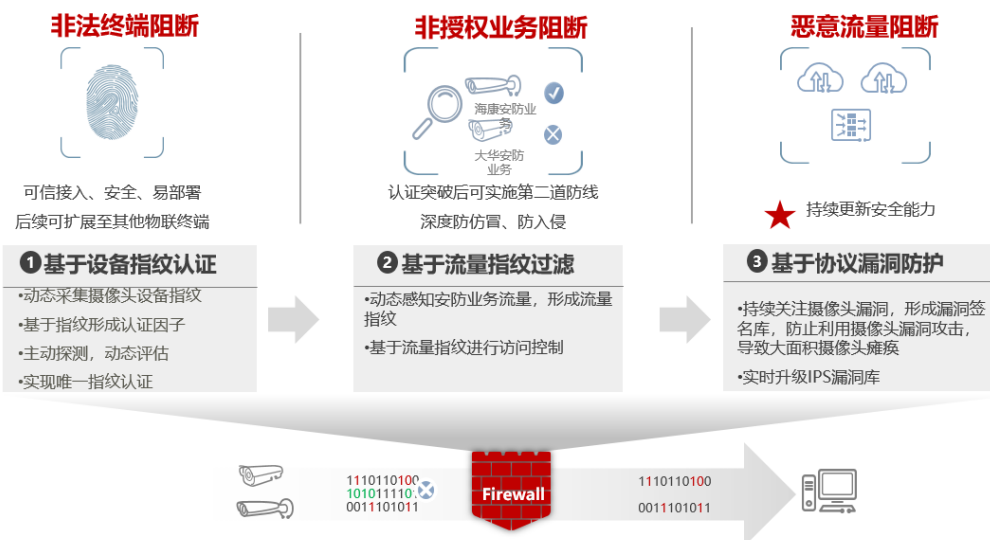 非法终端阻断
可信接入、安全、易部署
后续可扩展至其他物联终端
❶基于设备指纹认证
•动态采集摄像头设备指纹
•基于指纹形成认证因子
•主动探测，动态评估
•实现唯一指纹认证
非授权业务阻断
海康安防业
务
大华安防
业务
认证突破后可实施第二道防线
深度防仿冒、防入侵
❷基于流量指纹过滤
•动态感知安防业务流量，形成流量
指纹
•基于流量指纹进行访问控制
恶意流量阻断
持续更新安全能力
❸基于协议漏洞防护
•持续关注摄像头漏洞，形成漏洞签
名库，防止利用摄像头漏洞攻击，
导致大面积摄像头瘫痪
•实时升级IPS漏洞库
1110110100
0011101011
Firewall
1110110100
0011101011